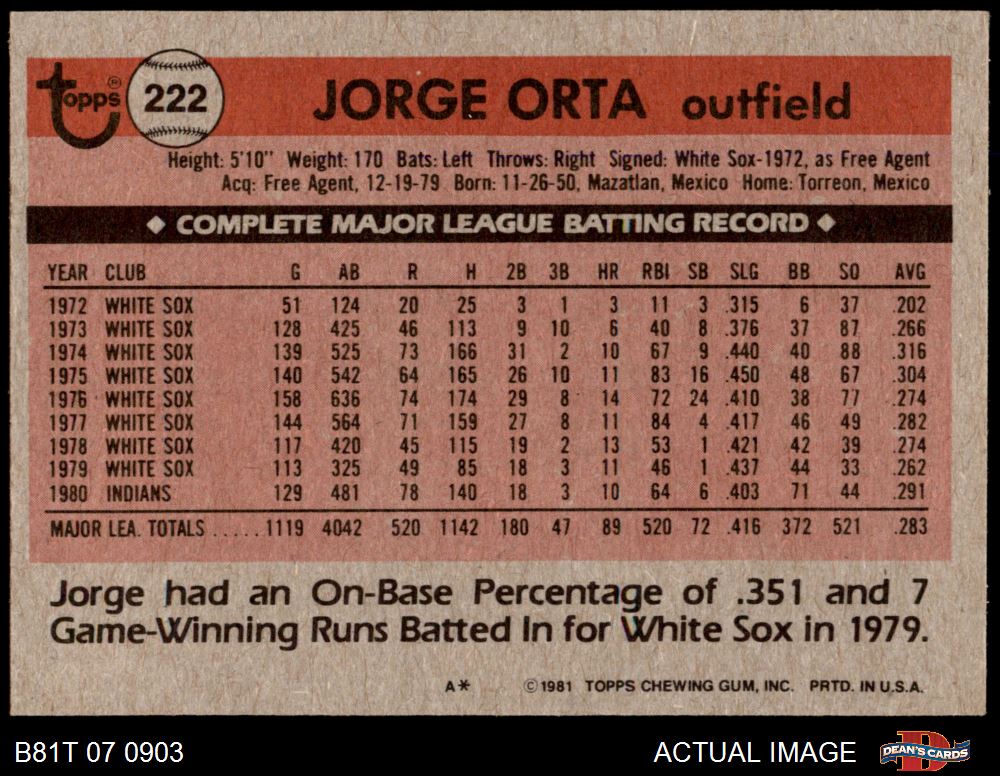 Topps® 222 JORGE ORTA outfield
Height: 5'10" Weight: 170 Bats: Left Throws: Right Signed: White Sox-1972, as Free Agent
Acq: Free Agent, 12-19-79 Born: 11-26-50, Mazatlan, Mexico Home: Torreon, Mexico
◆ COMPLETE MAJOR LEAGUE BATTING RECORD ◆
YEAR CLUB G AB R H 2B 3B HR RBI SB SLG BB SO AVG
1972 WHITE SOX 51 124 20 25 3 1 3 11 3 .315 6 37 .202
1973 WHITE SOX 128 425 46 113 9 10 6 40 8 .376 37 87 .266
1974 WHITE SOX 139 525 73 166 31 2 10 67 9 .440 40 88 .316
1975 WHITE SOX 140 542 64 165 26 10 11 83 16 .450 48 67 .304
1976 WHITE SOX 158 636 74 174 29 8 14 72 24 .410 38 77 .274
1977 WHITE SOX 144 564 71 159 27 8 11 84 4 .417 46 49 .282
1978 WHITE SOX 117 420 45 115 19 2 13 53 1 .421 42 39 .274
1979 WHITE SOX 113 325 49 85 18 3 11 46 1 .437 44 33 .262
1980 INDIANS 129 481 78 140 18 3 10 64 6 .403 71 44 .291
MAJOR LEA. TOTALS ..... 1119 4042 520 1142 180 47 89 520 72 .416 372 521 .283
Jorge had an On-Base Percentage of .351 and 7
Game-Winning Runs Batted In for White Sox in 1979.
A* ©1981 TOPPS CHEWING GUM, INC. PRTD. IN U.S.A.
B81T 07 0903 ACTUAL IMAGE DEAN'S CARDS